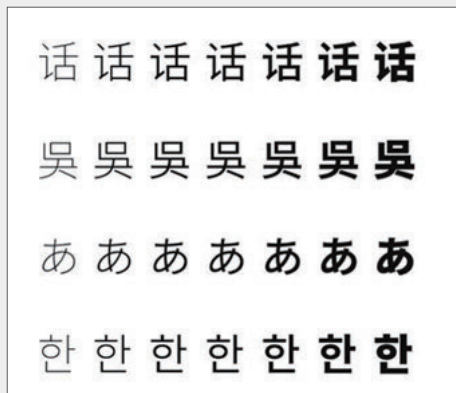 话 话 话 话 话 话 话
吳 吳 吳 吳 吳 吳 吳
あ あ あ あ あ あ あ
한 한 한 한 한 한 한